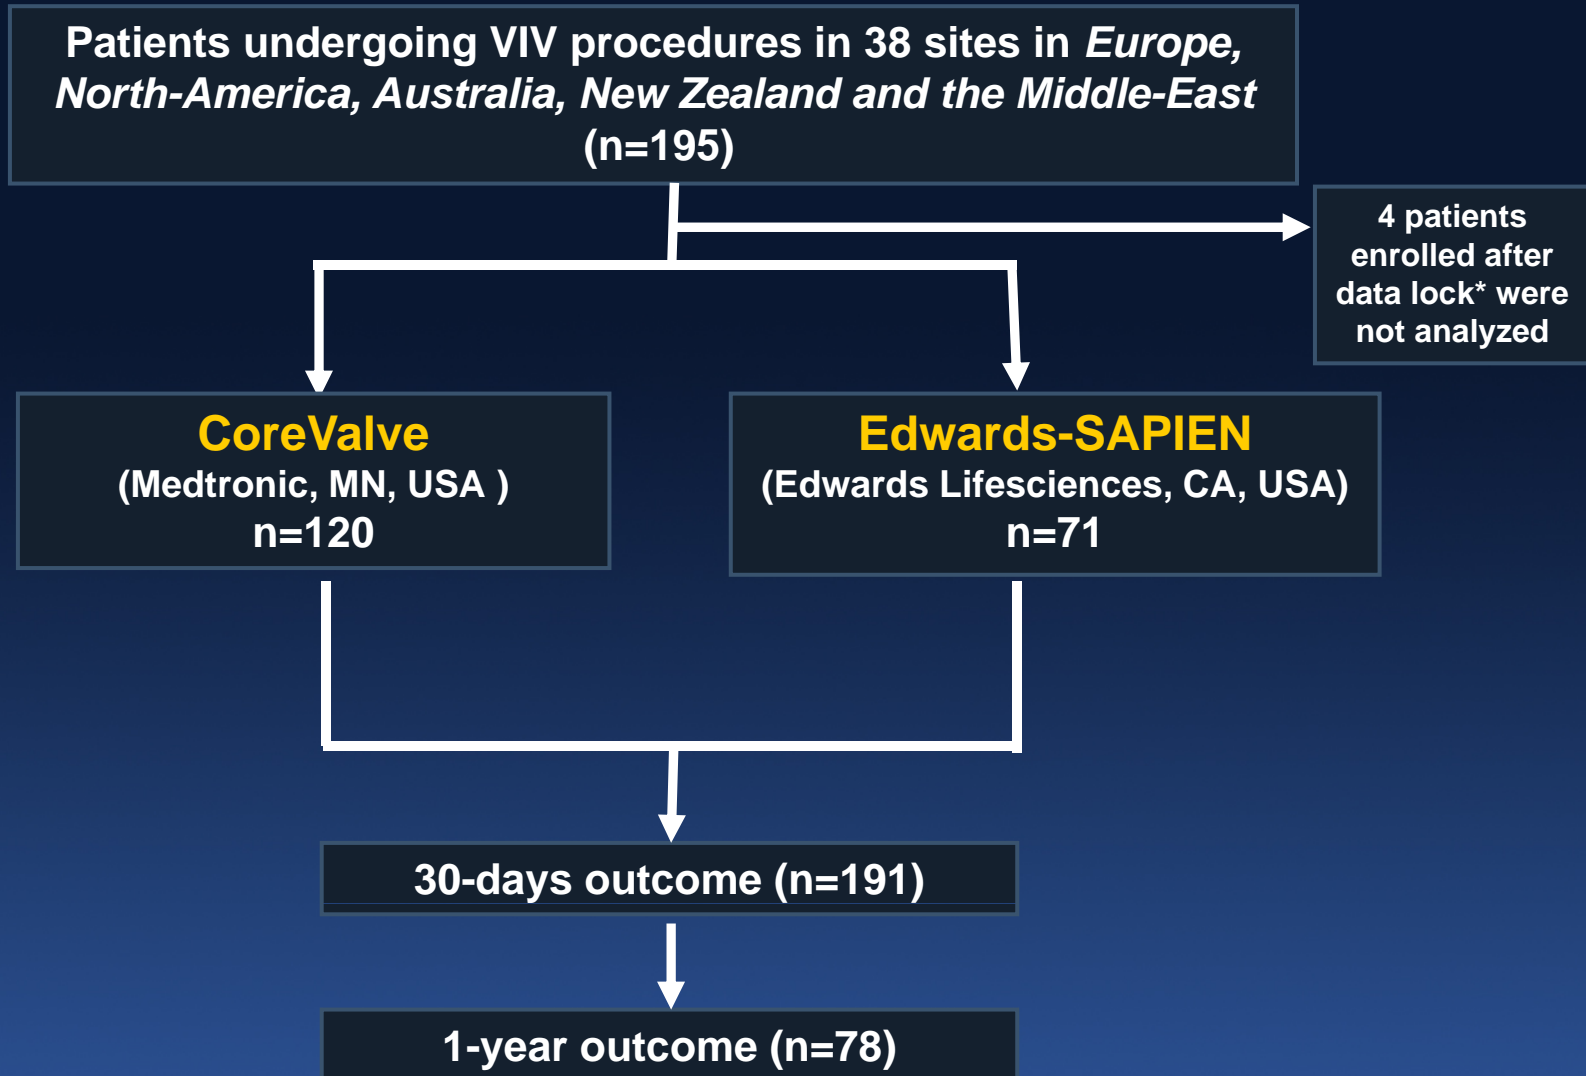 Patients undergoing VIV procedures in 38 sites in Europe,
North-America, Australia, New Zealand and the Middle-East
(n=195)
4 patients
enrolled after
data lock* were
not analyzed
CoreValve
(Medtronic, MN, USA )
n=120
Edwards-SAPIEN
(Edwards Lifesciences, CA, USA)
n=71
30-days outcome (n=191)
1-year outcome (n=78)